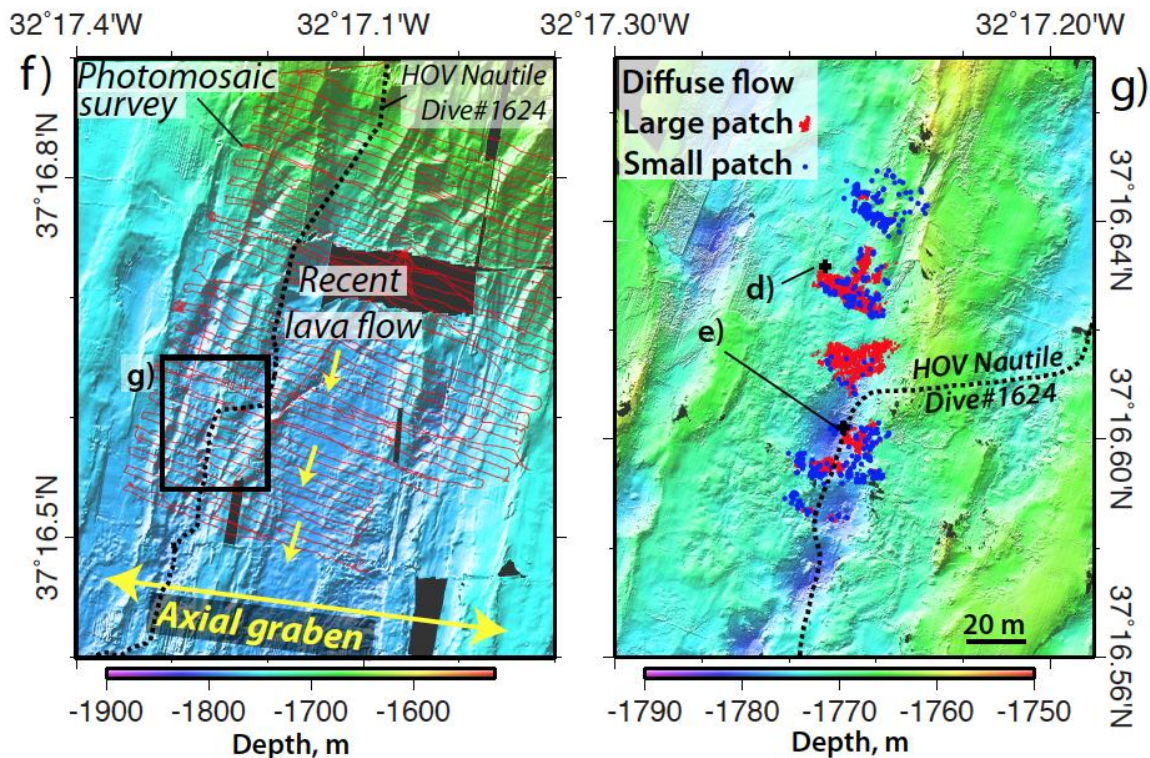 32°17.4'W
32°17.1'W
32°17.30'W
32°17.20'W
f)
Photomosaic
survey
HOV Nautile
Dive#1624
37°16.8'N
Recent
lava flow
g)
37°16.5'N
Axial graben
-1900
-1800
-1700
-1600
Depth, m
g)
Diffuse flow
Large patch
Small patch
37°16.64'N
d)
e)
HOV Nautile
Dive#1624
37°16.60'N
20 m
37°16.56'N
-1790
-1780
-1770
-1760
-1750
Depth, m